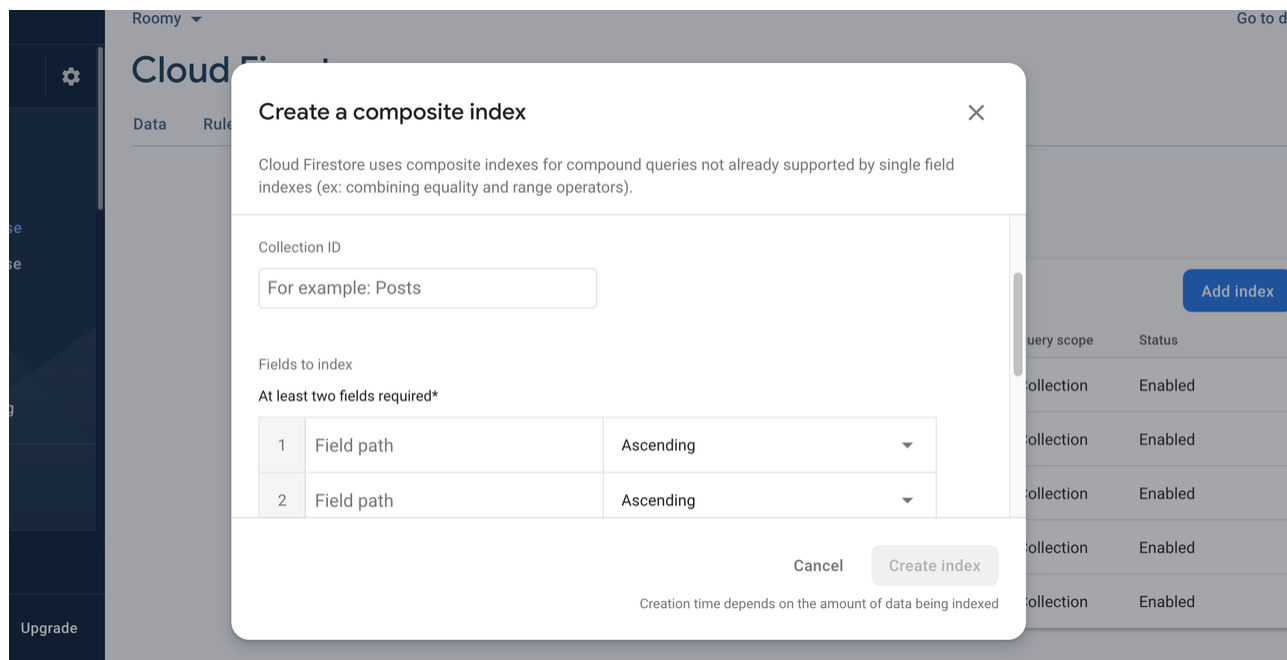 Roomy
Go to d
Cloud
Data
Rule
Create a composite index
Cloud Firestore uses composite indexes for compound queries not already supported by single field
indexes (ex: combining equality and range operators).
Collection ID
For example: Posts
Add index
Fields to index
At least two fields required*
uery scope
Status
1
Field path
Ascending
2
Field path
Ascending
ollection
Enabled
ollection
Enabled
ollection
Enabled
ollection
Enabled
ollection
Enabled
Cancel
Create index
Creation time depends on the amount of data being indexed
se
se
g
Upgrade